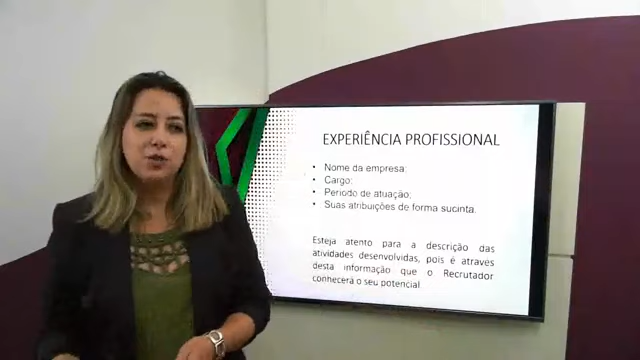 EXPERIÊNCIA PROFISSIONAL
• Nome da empresa:
• Cargo:
• Periodo de atuação:
• Suas atribuições de forma sucinta.
Esteja atento para a descrição das
atividades desenvolvidas, pois é através
desta informação que o Recrutador
conhecerá o seu potencial.